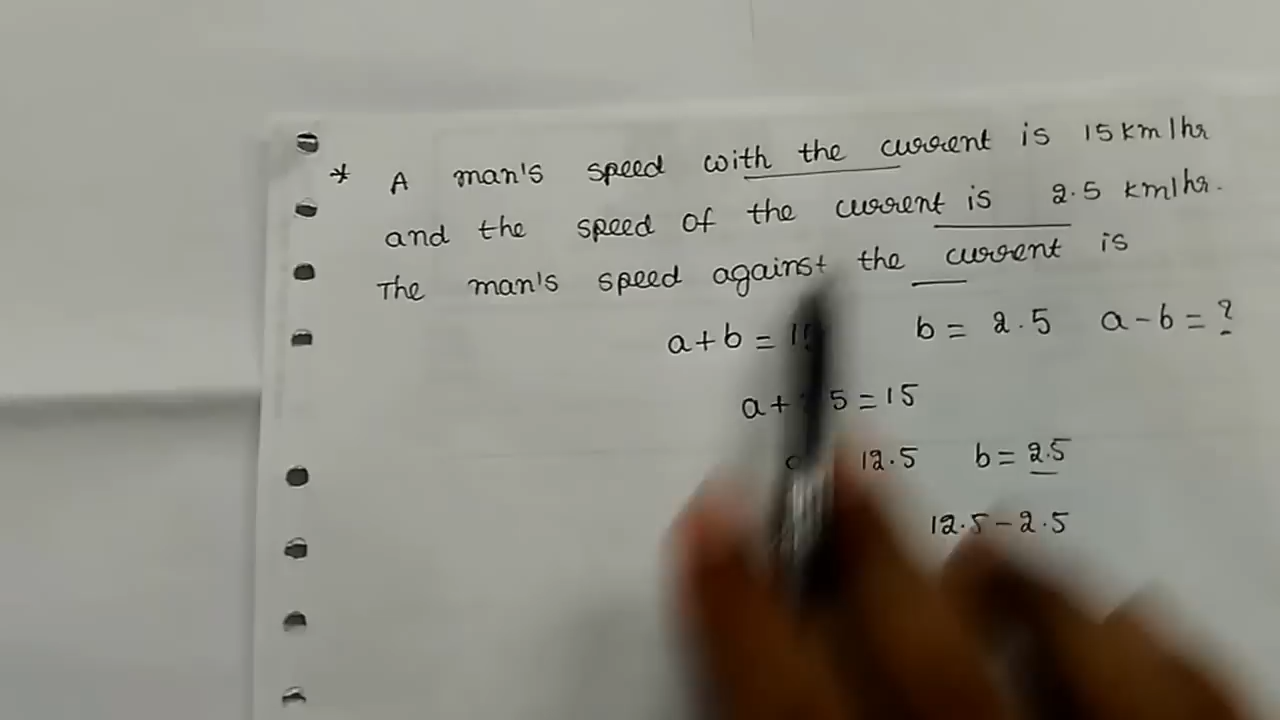 * A man's speed with the current is 15 km/hr
and the speed of the current is 2.5 km/hr.
The man's speed against the current is
a+b = b = 2.5 a-b = ?
a+ 5 = 15
12.5 b = 2.5
12.5-2.5